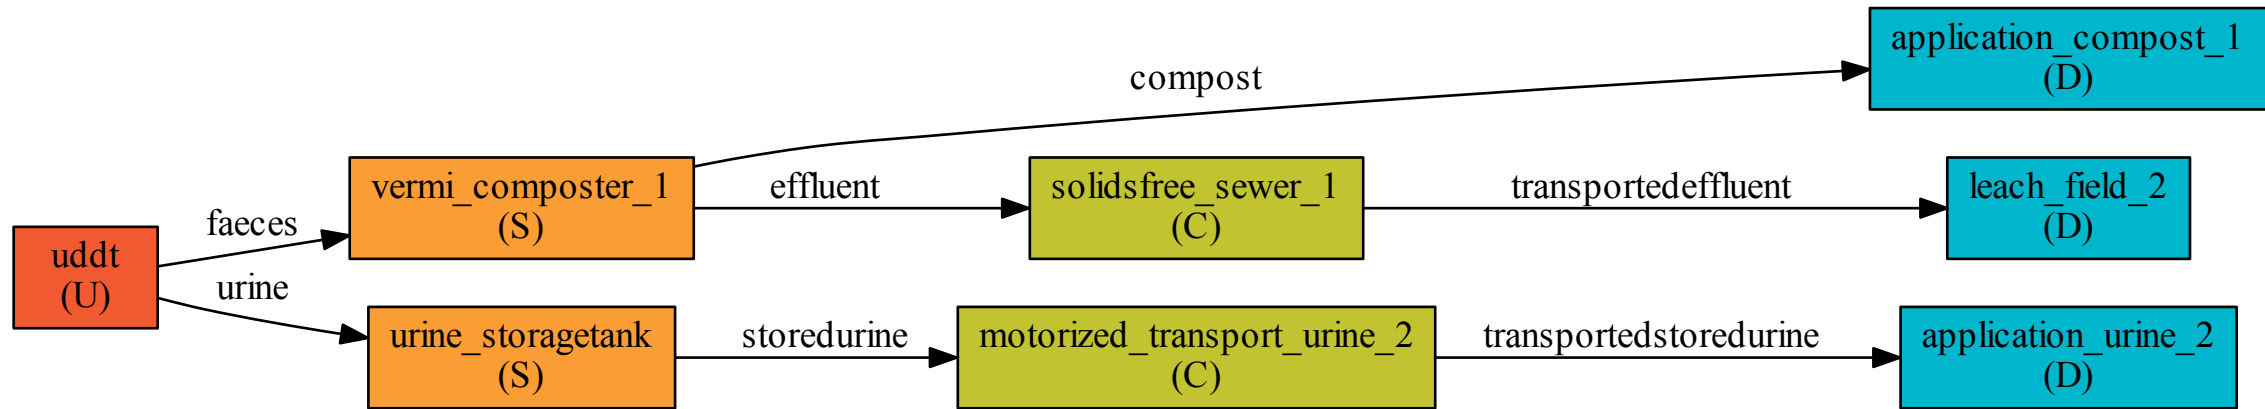 application_compost_1
(D)
compost
vermi_composter_1
(S)
effluent
solidsfree_sewer_1
(C)
transportedeffluent
leach_field_2
(D)
faeces
uddt
(U)
urine
urine_storagetank
(S)
storedurine
motorized_transport_urine_2
(C)
transportedstoredurine
application_urine_2
(D)